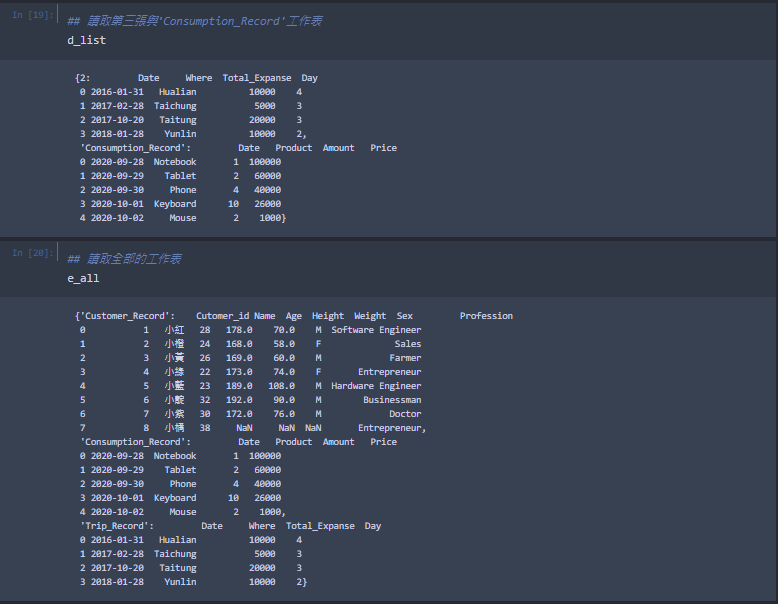 In [19]:
## 讀取第三張與'Consumption_Record'工作表
d_list
{2:         Date     Where  Total_Expanse  Day
0 2016-01-31   Hualian          10000    4
1 2017-02-28  Taichung           5000    3
2 2017-10-20   Taitung          20000    3
3 2018-01-28    Yunlin          10000    2,
'Consumption_Record':         Date   Product  Amount   Price
0 2020-09-28  Notebook       1  100000
1 2020-09-29    Tablet       2   60000
2 2020-09-30     Phone       4   40000
3 2020-10-01  Keyboard      10   26000
4 2020-10-02     Mouse       2    1000}
In [20]:
## 讀取全部的工作表
e_all
{'Customer_Record':    Cutomer_id Name  Age  Height  Weight  Sex         Profession
0           1   小紅   28   178.0    70.0    M  Software Engineer
1           2   小橙   24   168.0    58.0    F              Sales
2           3   小黃   26   169.0    60.0    M             Farmer
3           4   小綠   22   173.0    74.0    F       Entrepreneur
4           5   小藍   23   189.0   108.0    M  Hardware Engineer
5           6   小靛   32   192.0    90.0    M        Businessman
6           7   小紫   30   172.0    76.0    M             Doctor
7           8   小橘   38     NaN     NaN  NaN       Entrepreneur,
'Consumption_Record':         Date   Product  Amount   Price
0 2020-09-28  Notebook       1  100000
1 2020-09-29    Tablet       2   60000
2 2020-09-30     Phone       4   40000
3 2020-10-01  Keyboard      10   26000
4 2020-10-02     Mouse       2    1000,
'Trip_Record':         Date     Where  Total_Expanse  Day
0 2016-01-31   Hualian          10000    4
1 2017-02-28  Taichung           5000    3
2 2017-10-20   Taitung          20000    3
3 2018-01-28    Yunlin          10000    2}